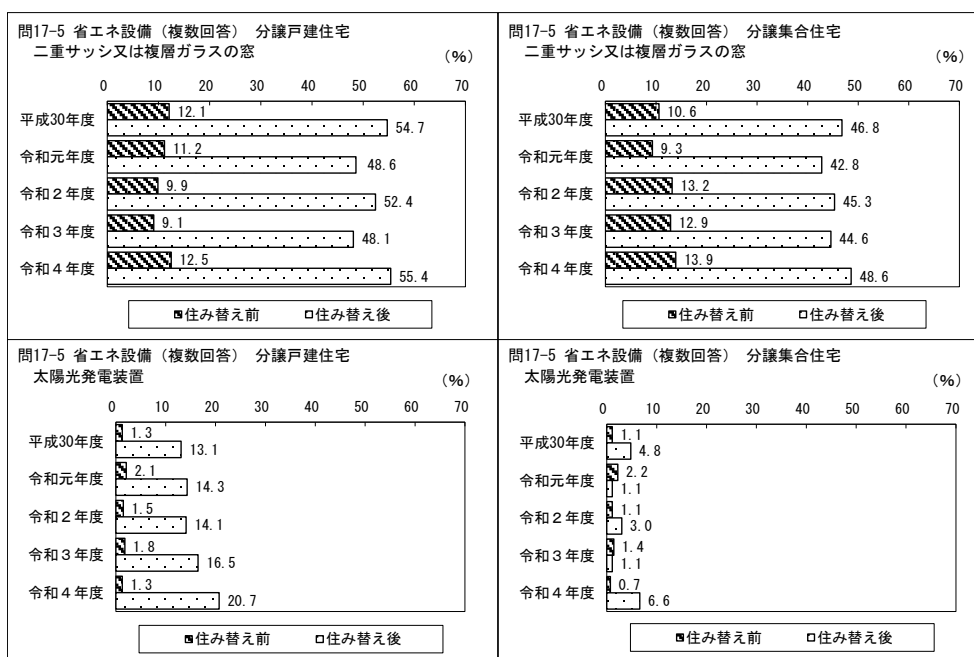 問17-5 省エネ設備（複数回答） 分譲戸建住宅
二重サッシ又は複層ガラスの窓
(%)
0 10 20 30 40 50 60 70
平成30年度 12.1 54.7
令和元年度 11.2 48.6
令和２年度 9.9 52.4
令和３年度 9.1 48.1
令和４年度 12.5 55.4
住み替え前 住み替え後
問17-5 省エネ設備（複数回答） 分譲集合住宅
二重サッシ又は複層ガラスの窓
(%)
0 10 20 30 40 50 60 70
平成30年度 10.6 46.8
令和元年度 9.3 42.8
令和２年度 13.2 45.3
令和３年度 12.9 44.6
令和４年度 13.9 48.6
住み替え前 住み替え後
問17-5 省エネ設備（複数回答） 分譲戸建住宅
太陽光発電装置
(%)
0 10 20 30 40 50 60 70
平成30年度 1.3 13.1
令和元年度 2.1 14.3
令和２年度 1.5 14.1
令和３年度 1.8 16.5
令和４年度 1.3 20.7
住み替え前 住み替え後
問17-5 省エネ設備（複数回答） 分譲集合住宅
太陽光発電装置
(%)
0 10 20 30 40 50 60 70
平成30年度 1.1 4.8
令和元年度 2.2 1.1
令和２年度 1.1 3.0
令和３年度 1.4 1.1
令和４年度 0.7 6.6
住み替え前 住み替え後